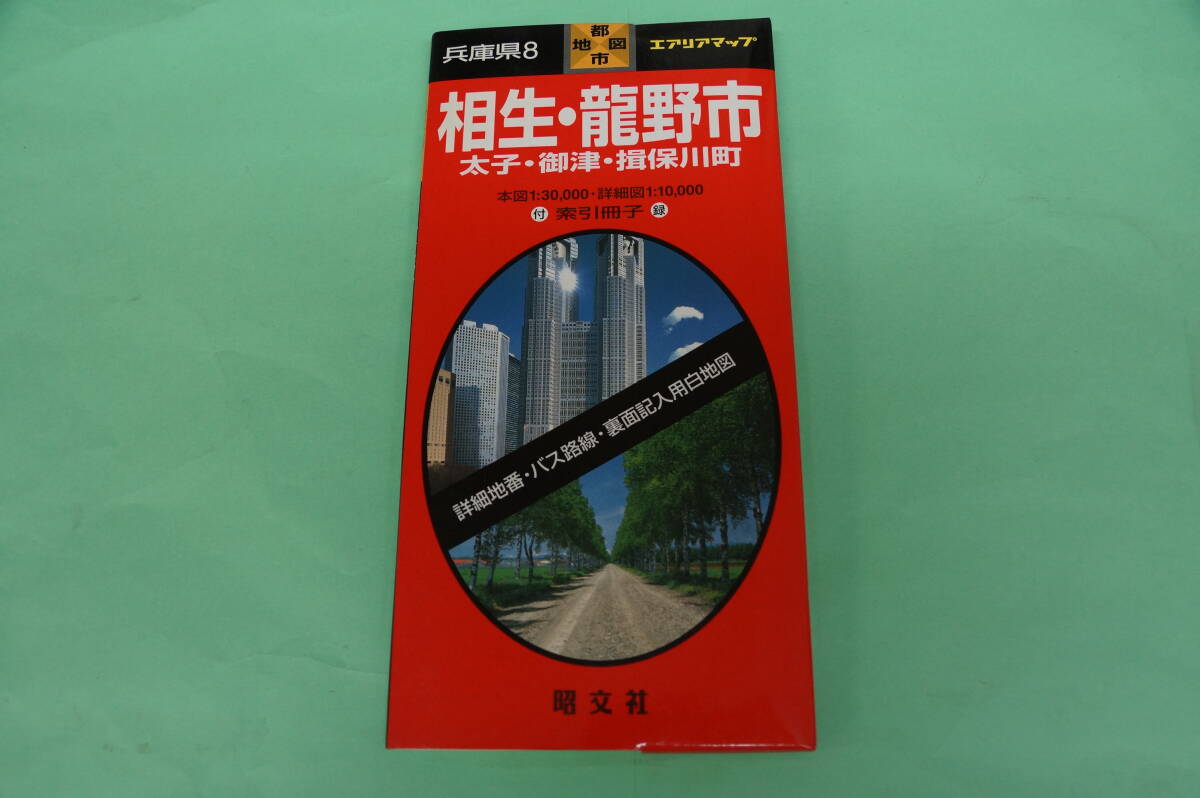 兵庫県8
都市地図
エアリアマップ
相生・龍野市
太子・御津・揖保川町
本図1:30,000・詳細図1:10,000
付 索引冊子 録
詳細地番・バス路線・裏面記入用白地図
昭文社